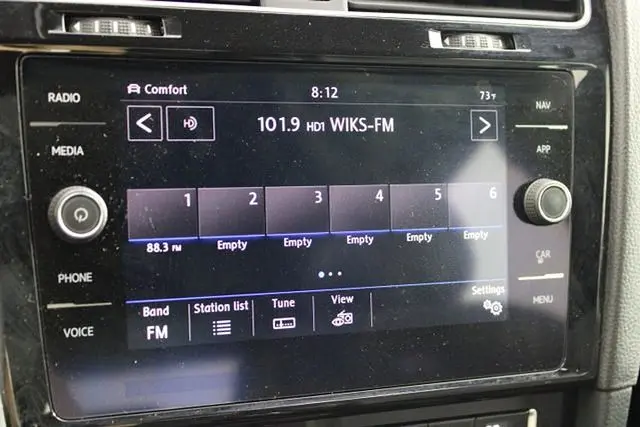 RADIO
MEDIA
PHONE
VOICE
Comfort 8:12 73°F
HD 101.9 HD1 WIKS-FM
1 2 3 4 5 6
88.3 FM Empty Empty Empty Empty Empty
Band Station list Tune View Settings
FM
NAV
APP
CAR
MENU